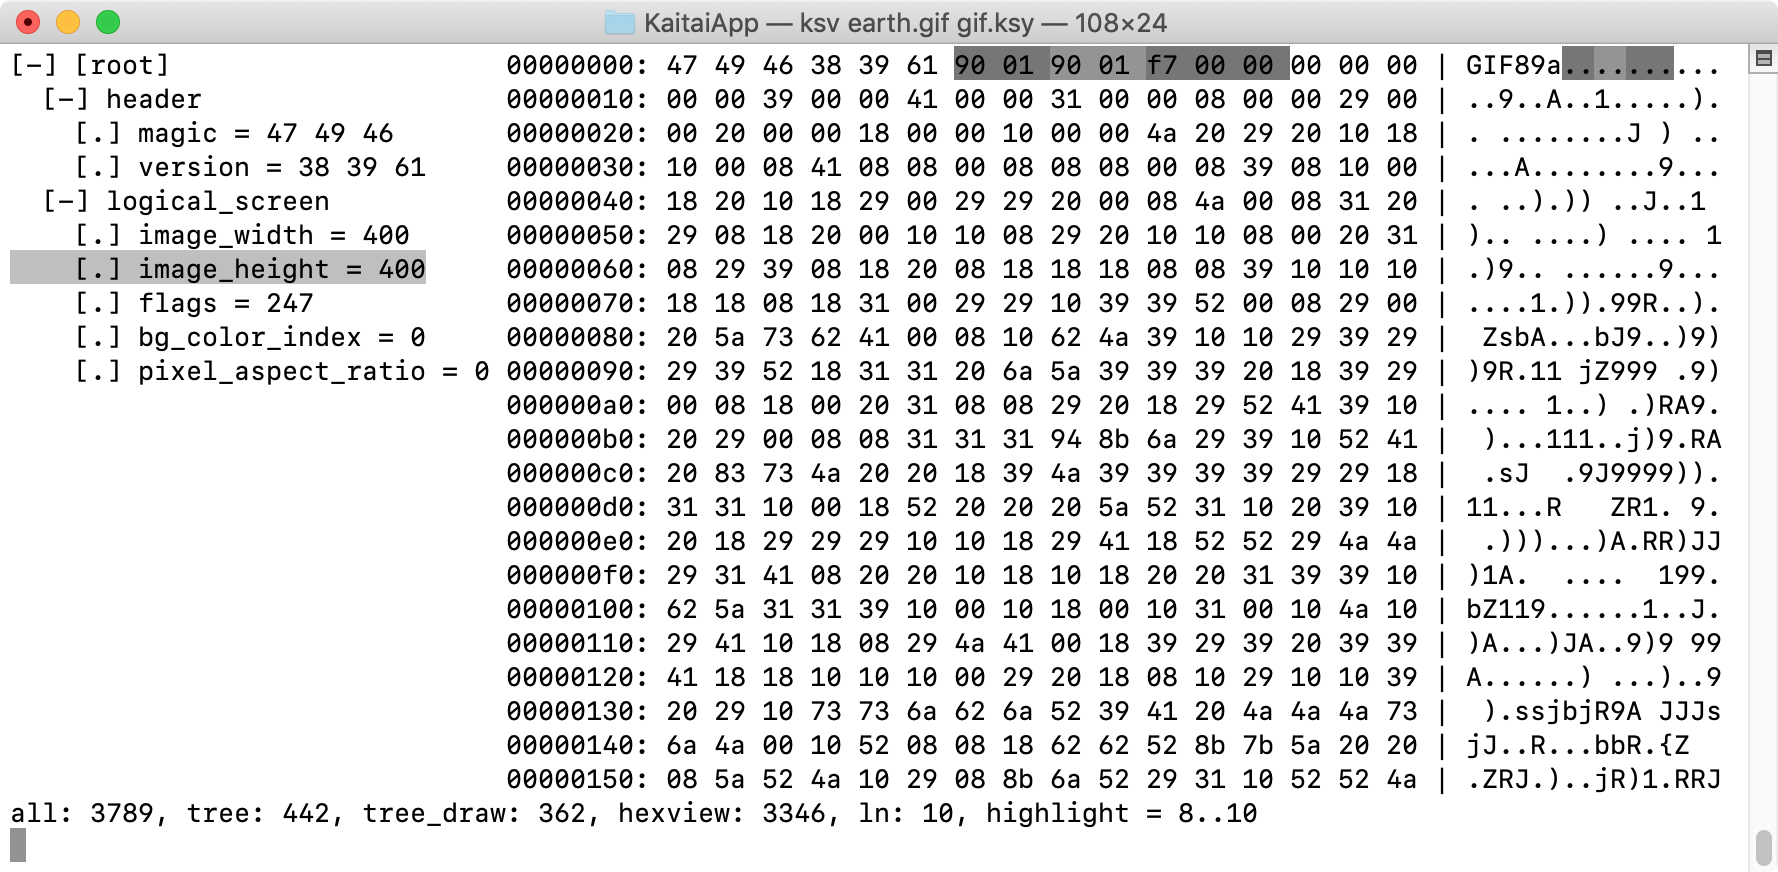 KaitaiApp — ksv earth.gif gif.ksy — 108×24
[-] [root]                     00000000: 47 49 46 38 39 61 90 01 90 01 f7 00 00 00 00 00 | GIF89a..........
  [-] header                   00000010: 00 00 39 00 00 41 00 00 31 00 00 08 00 00 29 00 | ..9..A..1.....).
    [.] magic = 47 49 46       00000020: 00 20 00 00 18 00 00 10 00 00 4a 20 29 20 10 18 | . ........J ) ..
    [.] version = 38 39 61     00000030: 10 00 08 41 08 08 00 08 08 08 00 08 39 08 10 00 | ...A........9...
  [-] logical_screen           00000040: 18 20 10 18 29 00 29 29 20 00 08 4a 00 08 31 20 | . ..).)) ..J..1
    [.] image_width = 400      00000050: 29 08 18 20 00 10 10 08 29 20 10 10 08 00 20 31 | ).. ....) .... 1
    [.] image_height = 400     00000060: 08 29 39 08 18 20 08 18 18 18 08 08 39 10 10 10 | .)9.. ......9...
    [.] flags = 247            00000070: 18 18 08 18 31 00 29 29 10 39 39 52 00 08 29 00 | ....1.)).99R..).
    [.] bg_color_index = 0     00000080: 20 5a 73 62 41 00 08 10 62 4a 39 10 10 29 39 29 |  ZsbA...bJ9..)9)
    [.] pixel_aspect_ratio = 0 00000090: 29 39 52 18 31 31 20 6a 5a 39 39 39 20 18 39 29 | )9R.11 jZ999 .9)
                               000000a0: 00 08 18 00 20 31 08 08 29 20 18 29 52 41 39 10 | .... 1..) .)RA9.
                               000000b0: 20 29 00 08 08 31 31 31 94 8b 6a 29 39 10 52 41 |  )...111..j)9.RA
                               000000c0: 20 83 73 4a 20 20 18 39 4a 39 39 39 39 29 29 18 |  .sJ  .9J9999)).
                               000000d0: 31 31 10 00 18 52 20 20 20 5a 52 31 10 20 39 10 | 11...R   ZR1. 9.
                               000000e0: 20 18 29 29 29 10 10 18 29 41 18 52 52 29 4a 4a |  .)))...)A.RR)JJ
                               000000f0: 29 31 41 08 20 20 10 18 10 18 20 20 31 39 39 10 | )1A.  ....  199.
                               00000100: 62 5a 31 31 39 10 00 10 18 00 10 31 00 10 4a 10 | bZ119......1..J.
                               00000110: 29 41 10 18 08 29 4a 41 00 18 39 29 39 20 39 39 | )A...)JA..9)9 99
                               00000120: 41 18 18 10 10 10 00 29 20 18 08 10 29 10 10 39 | A......) ...)..9
                               00000130: 20 29 10 73 73 6a 62 6a 52 39 41 20 4a 4a 4a 73 |  ).ssjbjR9A JJJs
                               00000140: 6a 4a 00 10 52 08 08 18 62 62 52 8b 7b 5a 20 20 | jJ..R...bbR.{Z
                               00000150: 08 5a 52 4a 10 29 08 8b 6a 52 29 31 10 52 52 4a | .ZRJ.)..jR)1.RRJ
all: 3789, tree: 442, tree_draw: 362, hexview: 3346, ln: 10, highlight = 8..10